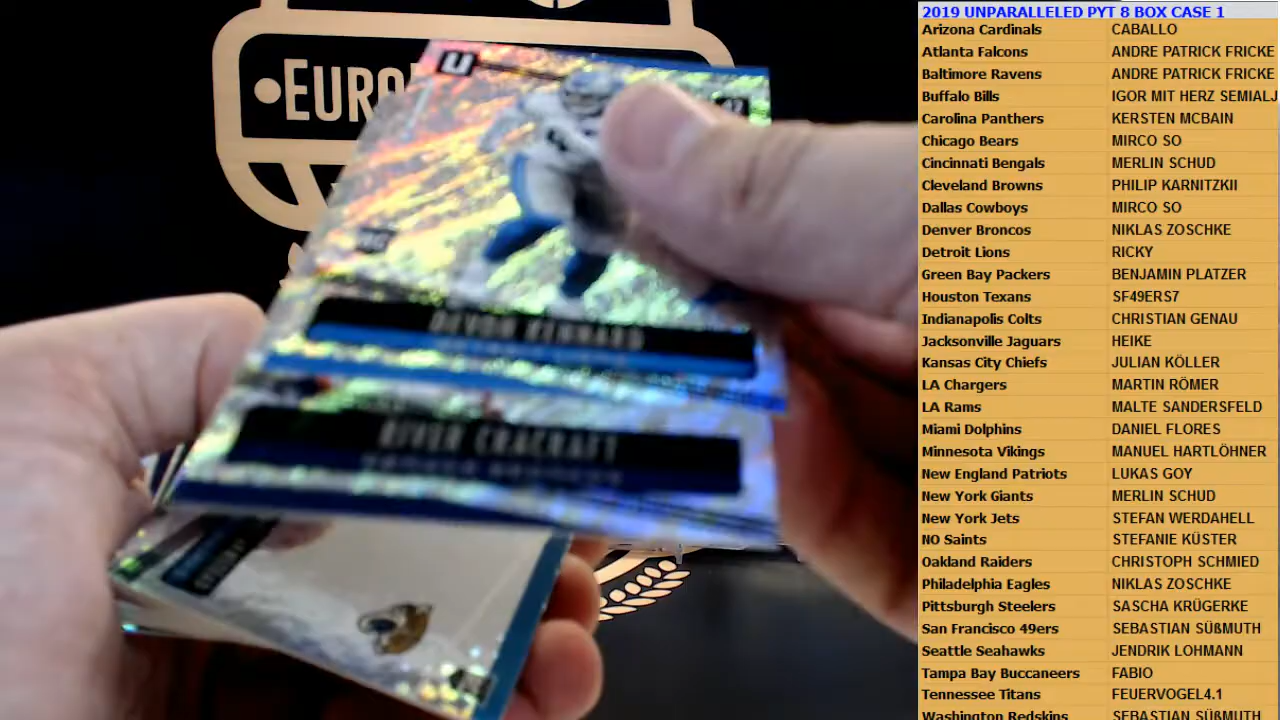 EURO
U
DEVON KENNARD
RIVER CRACRAFT
2019 UNPARALLELED PYT 8 BOX CASE 1
Arizona Cardinals CABALLO
Atlanta Falcons ANDRE PATRICK FRICKE
Baltimore Ravens ANDRE PATRICK FRICKE
Buffalo Bills IGOR MIT HERZ SEMIALJ
Carolina Panthers KERSTEN MCBAIN
Chicago Bears MIRCO SO
Cincinnati Bengals MERLIN SCHUD
Cleveland Browns PHILIP KARNITZKII
Dallas Cowboys MIRCO SO
Denver Broncos NIKLAS ZOSCHKE
Detroit Lions RICKY
Green Bay Packers BENJAMIN PLATZER
Houston Texans SF49ERS7
Indianapolis Colts CHRISTIAN GENAU
Jacksonville Jaguars HEIKE
Kansas City Chiefs JULIAN KÖLLER
LA Chargers MARTIN RÖMER
LA Rams MALTE SANDERSFELD
Miami Dolphins DANIEL FLORES
Minnesota Vikings MANUEL HARTLÖHNER
New England Patriots LUKAS GOY
New York Giants MERLIN SCHUD
New York Jets STEFAN WERDAHELL
NO Saints STEFANIE KÜSTER
Oakland Raiders CHRISTOPH SCHMIED
Philadelphia Eagles NIKLAS ZOSCHKE
Pittsburgh Steelers SASCHA KRÜGERKE
San Francisco 49ers SEBASTIAN SÜßMUTH
Seattle Seahawks JENDRIK LOHMANN
Tampa Bay Buccaneers FABIO
Tennessee Titans FEUERVOGEL4.1
Washington Redskins SEBASTIAN SÜßMUTH